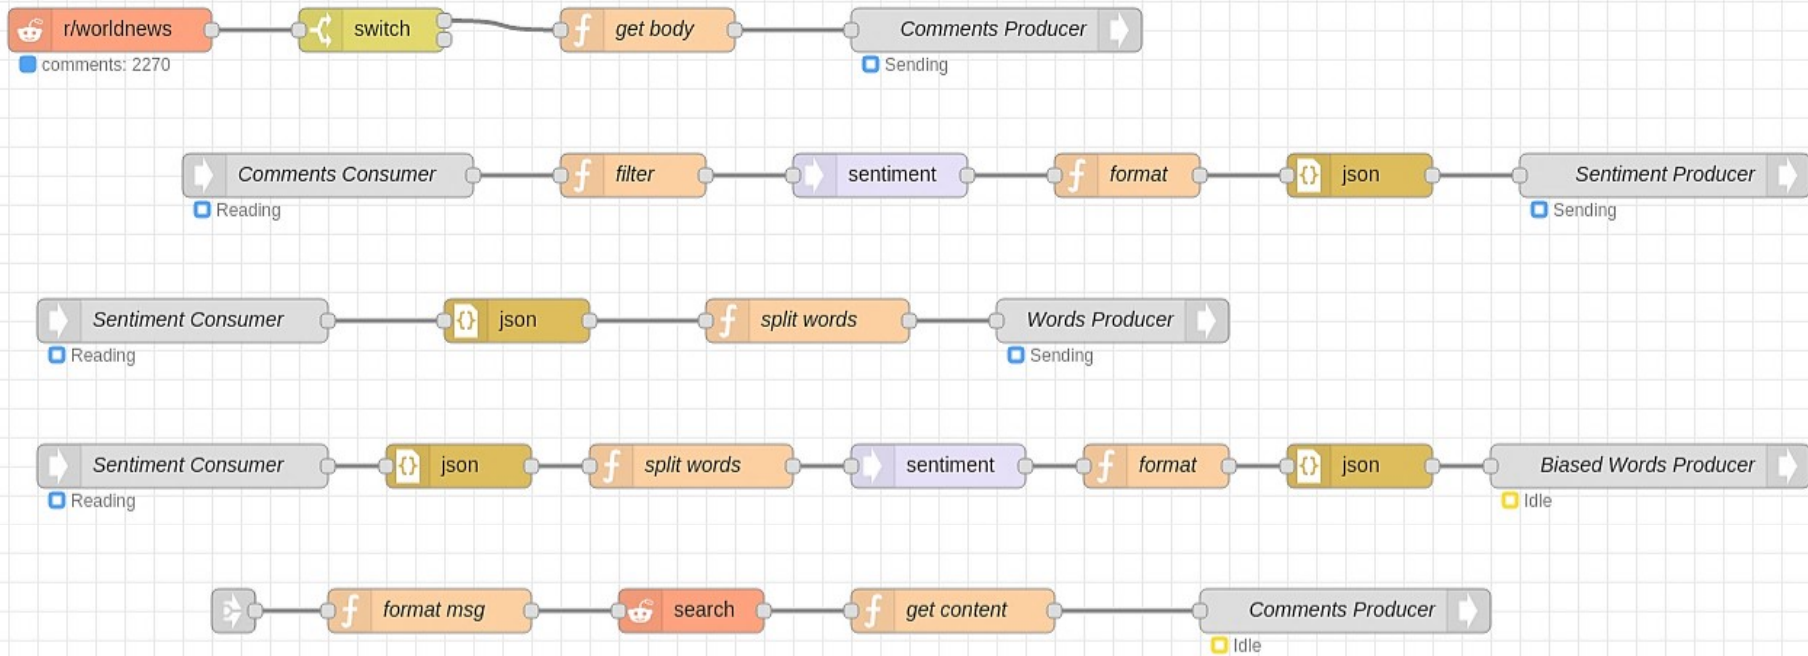 r/worldnews switch get body Comments Producer
comments: 2270 Sending
Comments Consumer filter sentiment format json Sentiment Producer
Reading Sending
Sentiment Consumer json split words Words Producer
Reading Sending
Sentiment Consumer json split words sentiment format json Biased Words Producer
Reading Idle
format msg search get content Comments Producer
Idle